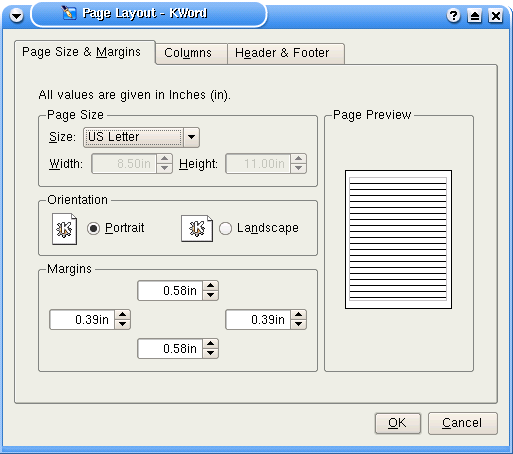 Page Layout - KWord
Page Size & Margins Columns Header & Footer
All values are given in Inches (in).
Page Size
Size: US Letter
Width: 8.50in Height: 11.00in
Orientation
Portrait Landscape
Margins
0.58in
0.39in 0.39in
0.58in
Page Preview
OK Cancel